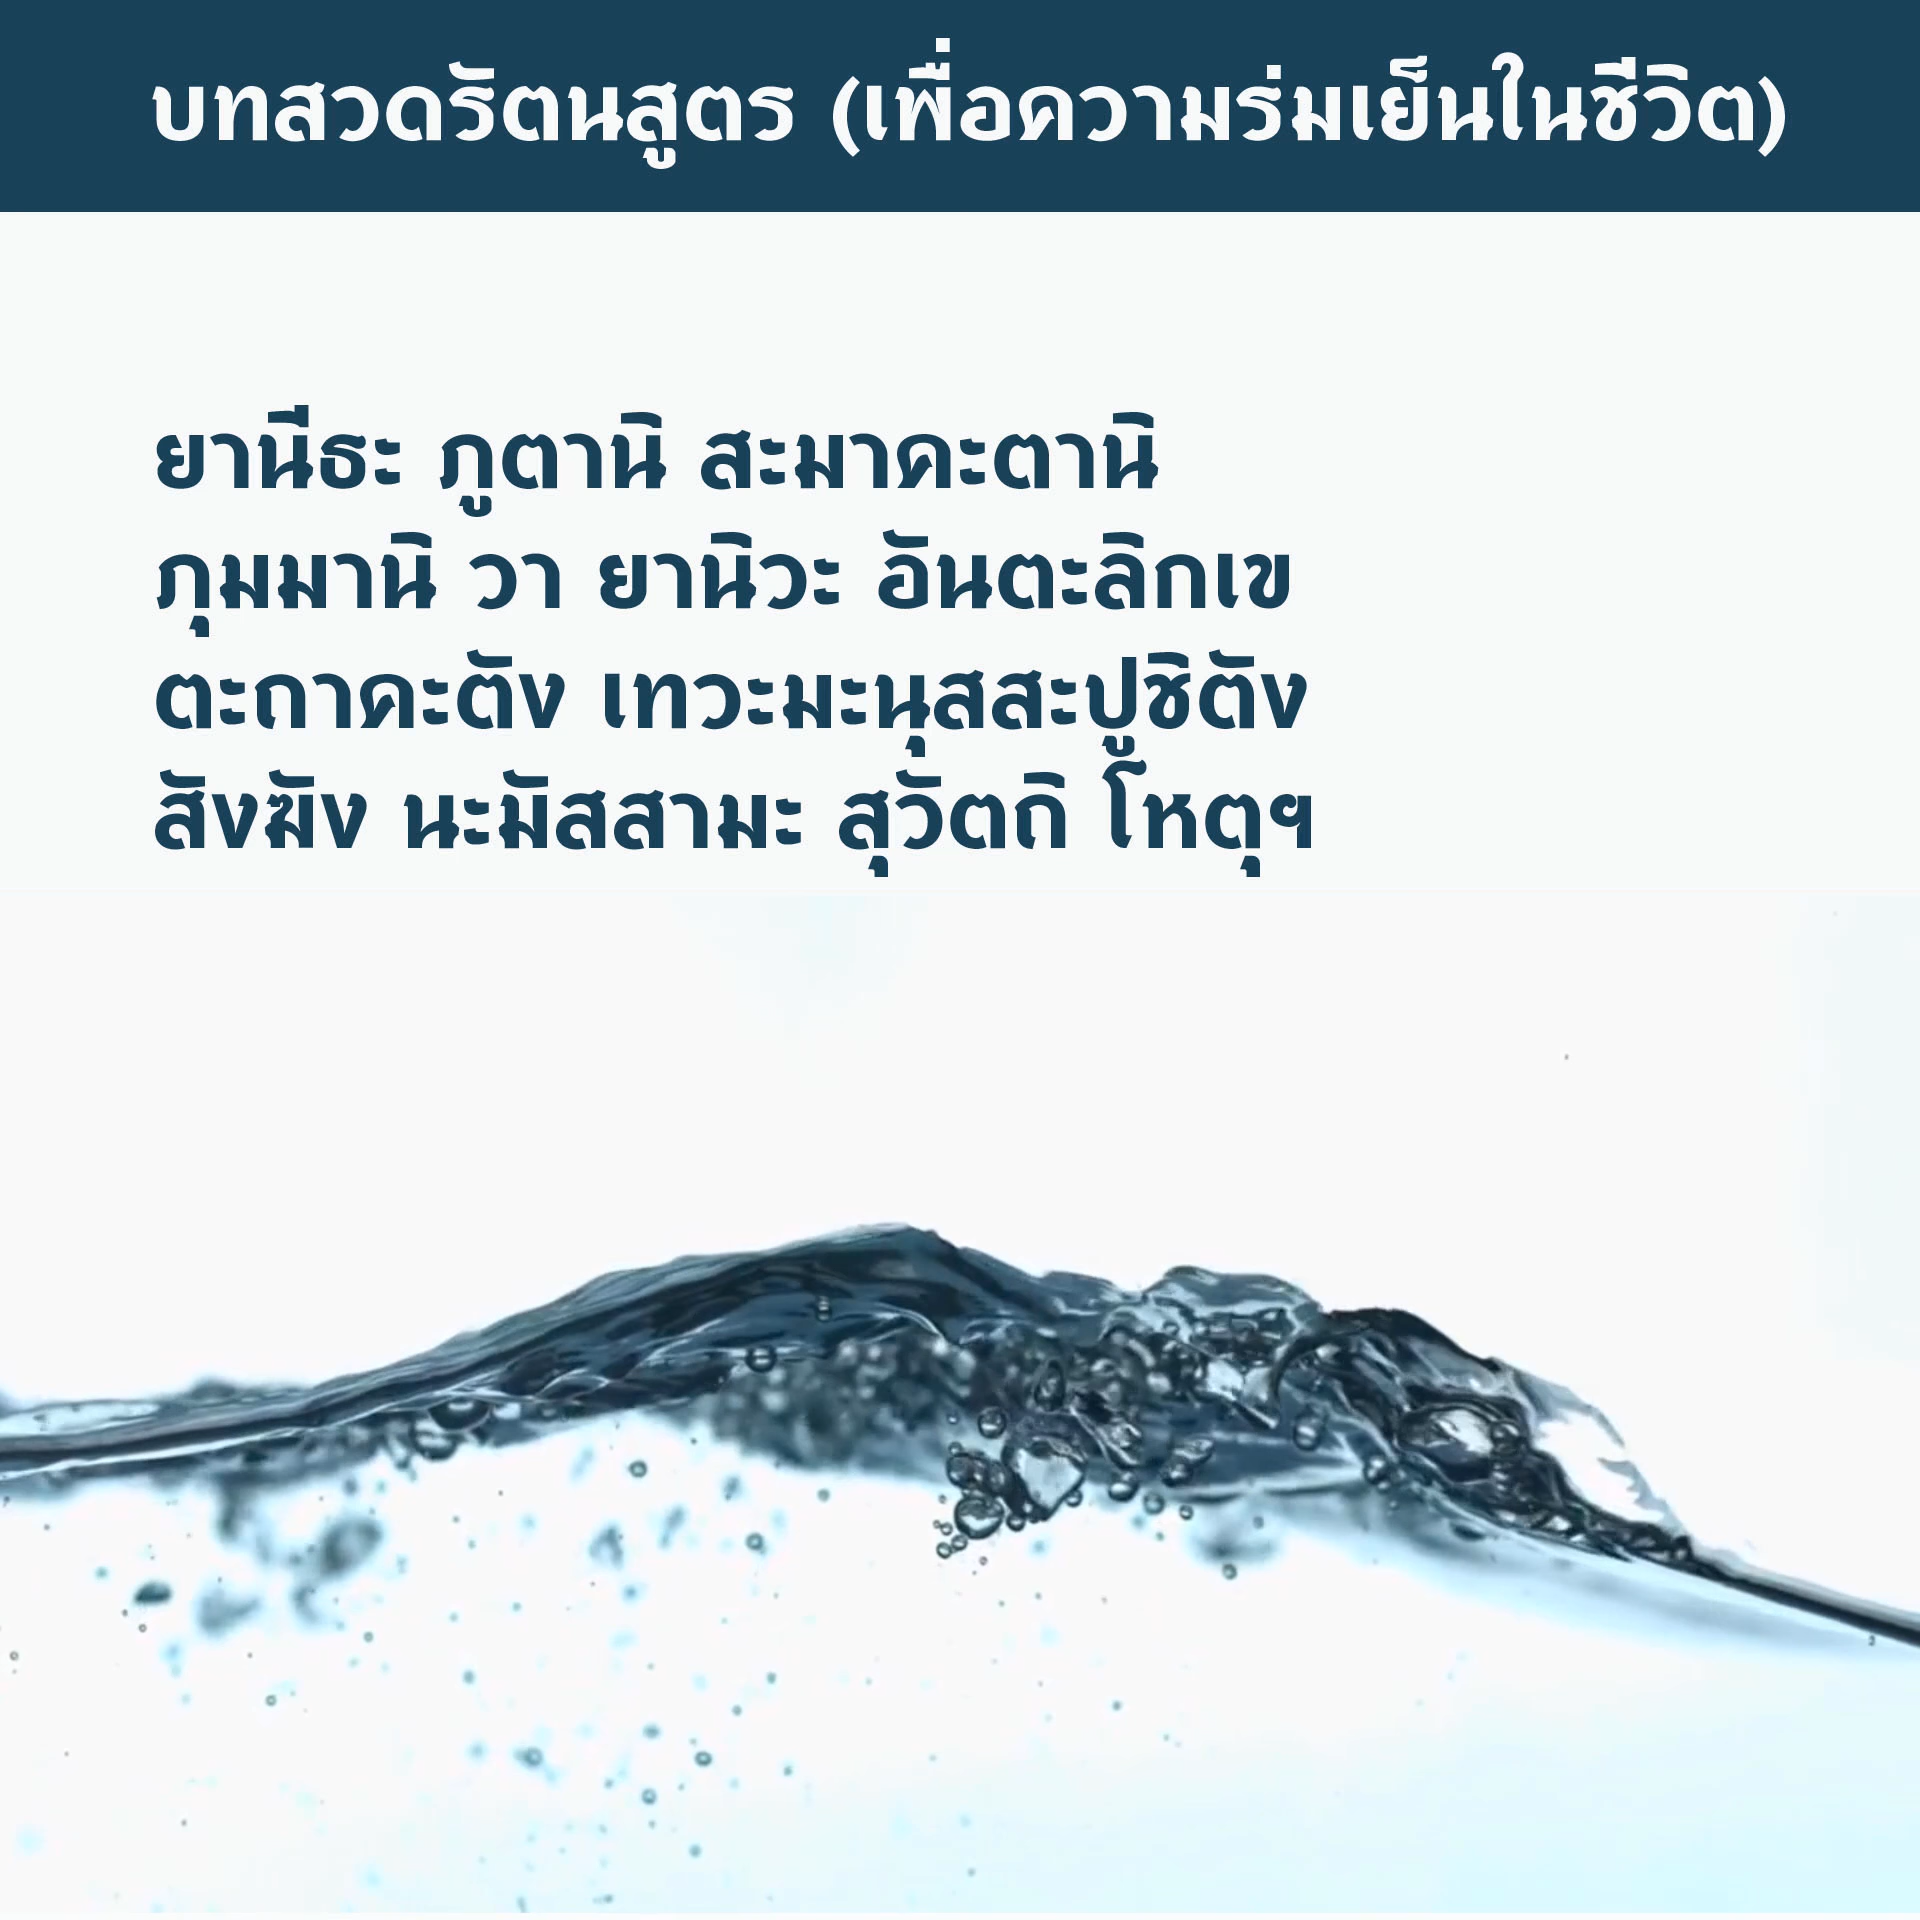 บทสวดรัตนสูตร (เพื่อความร่มเย็นในชีวิต)
ยานีธะ ภูตานิ สะมาคะตานิ
ภุมมานิ วา ยานิวะ อันตะลิกเข
ตะถาคะตัง เทวะมะนุสสะปูชิตัง
สังฆัง นะมัสสามะ สุวัตถิ โหตุฯ